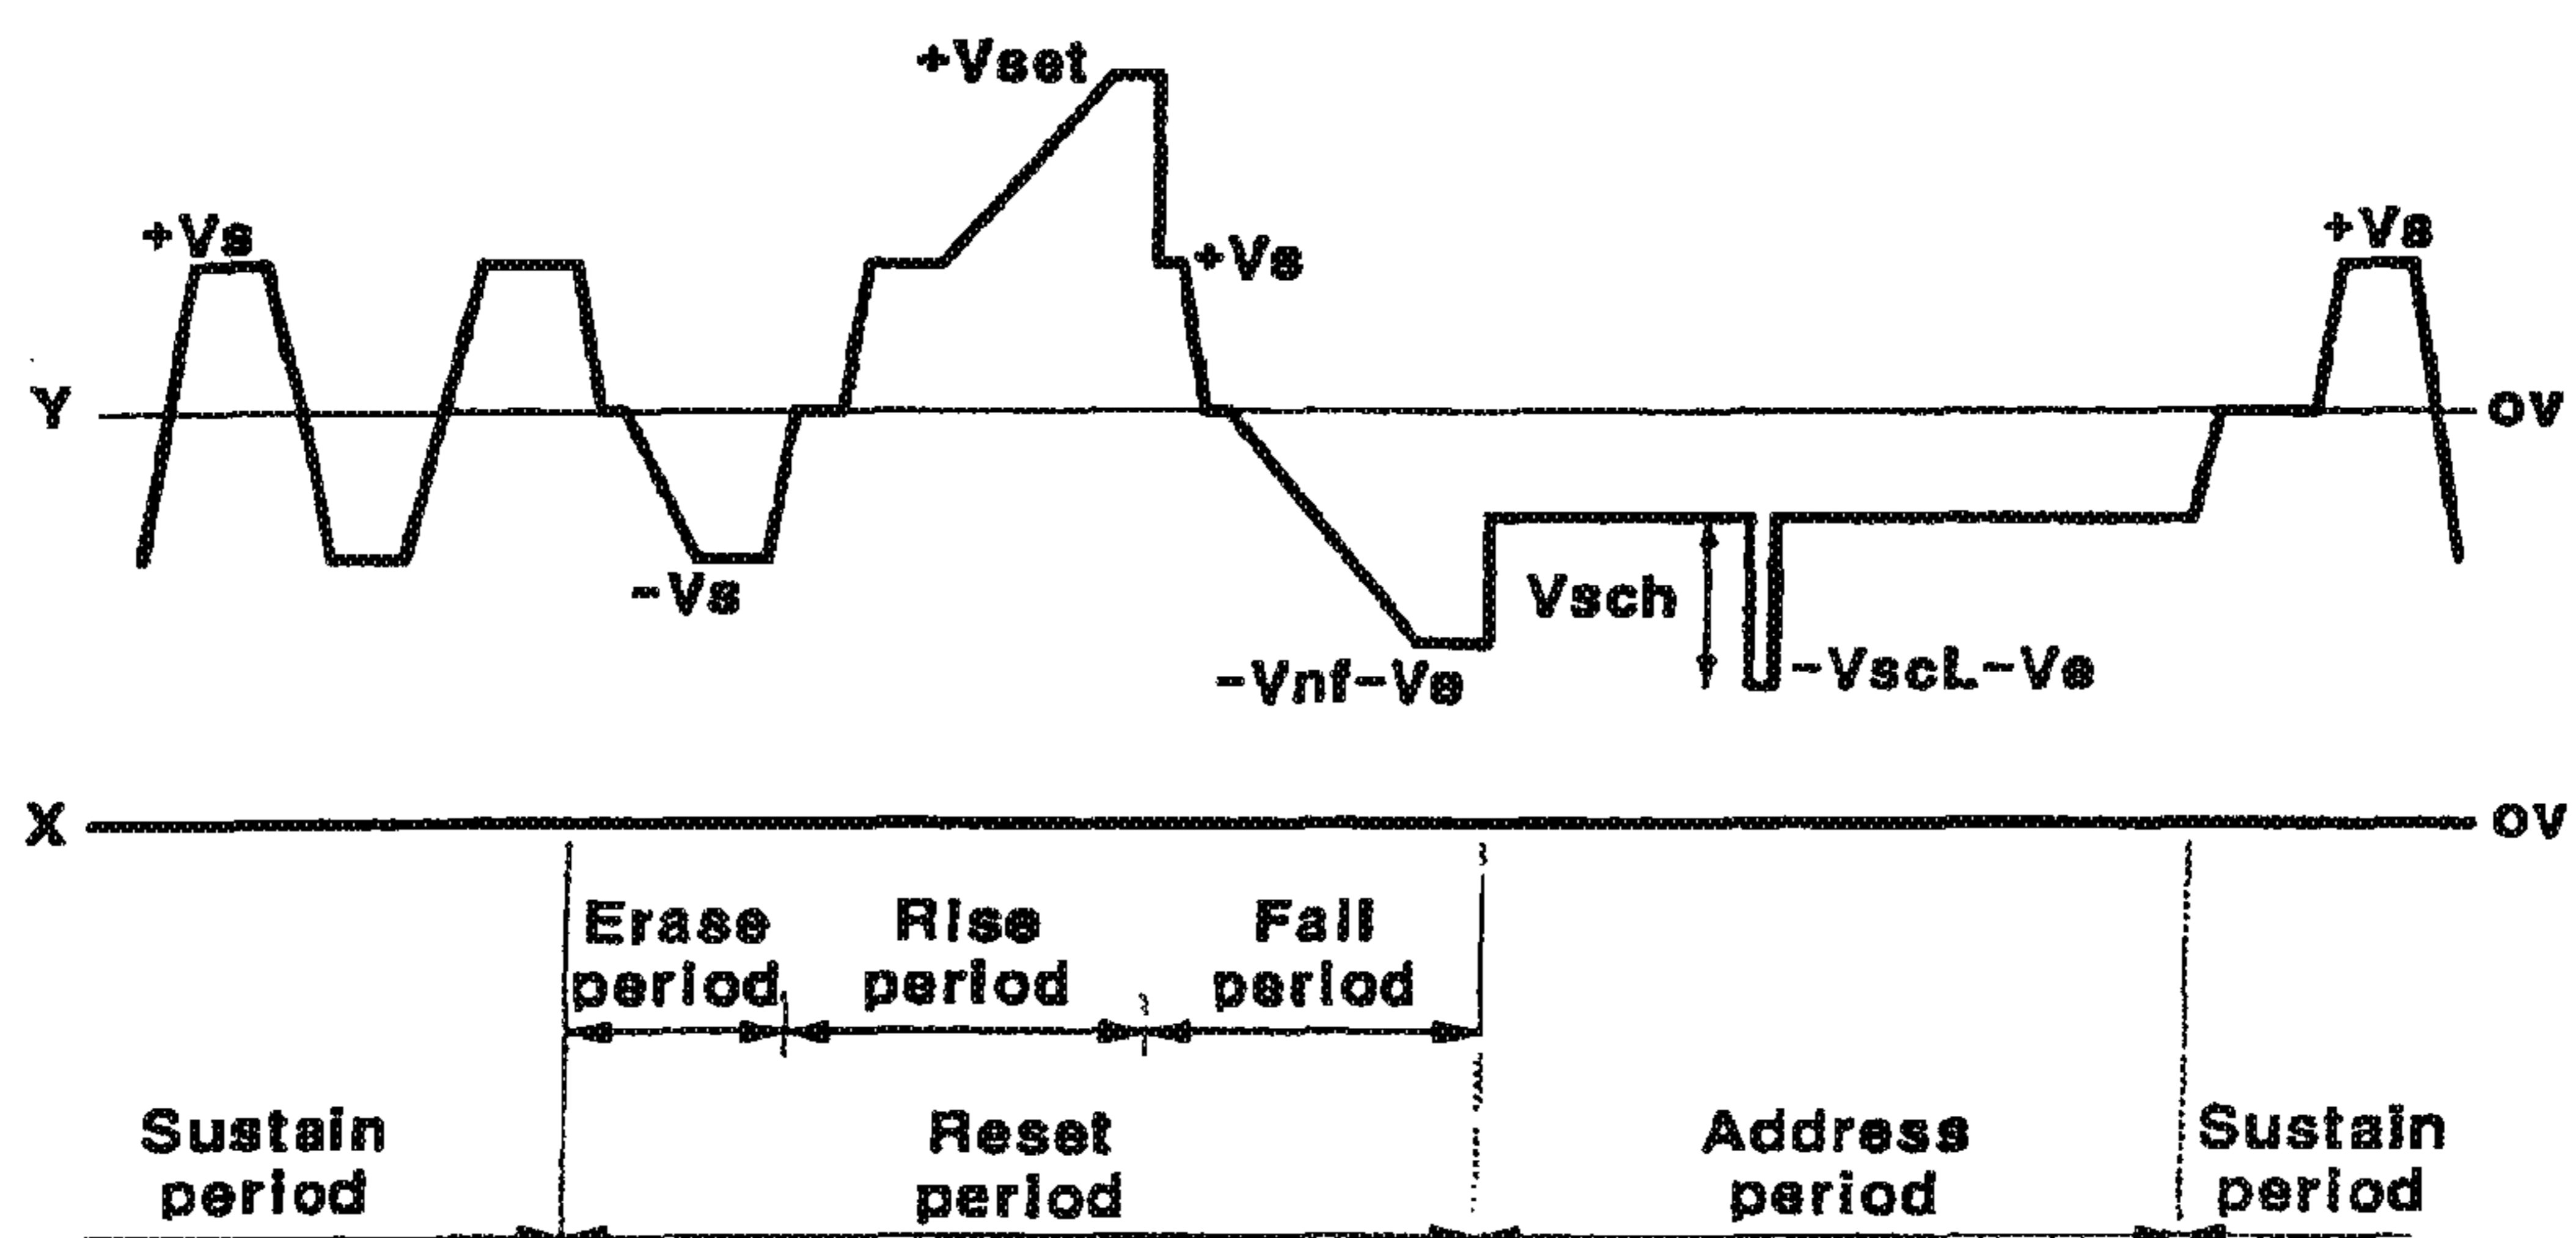 +Vset
+Vs
+Vs
+Vs
Y
0V
-Vs
Vsch
-Vnf-Ve
-VscL-Ve
X
0V
Erase
period
Rise
period
Fall
period
Sustain
period
Reset
period
Address
period
Sustain
period